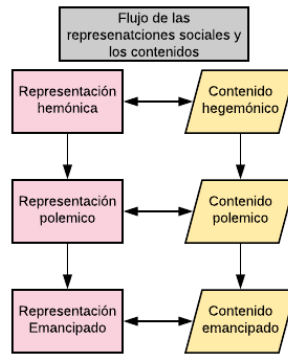 Flujo de las
represenatciones sociales y
los contenidos
Representación
hemónica
Contenido
hegemónico
Representación
polemico
Contenido
polemico
Representación
Emancipado
Contenido
emancipado